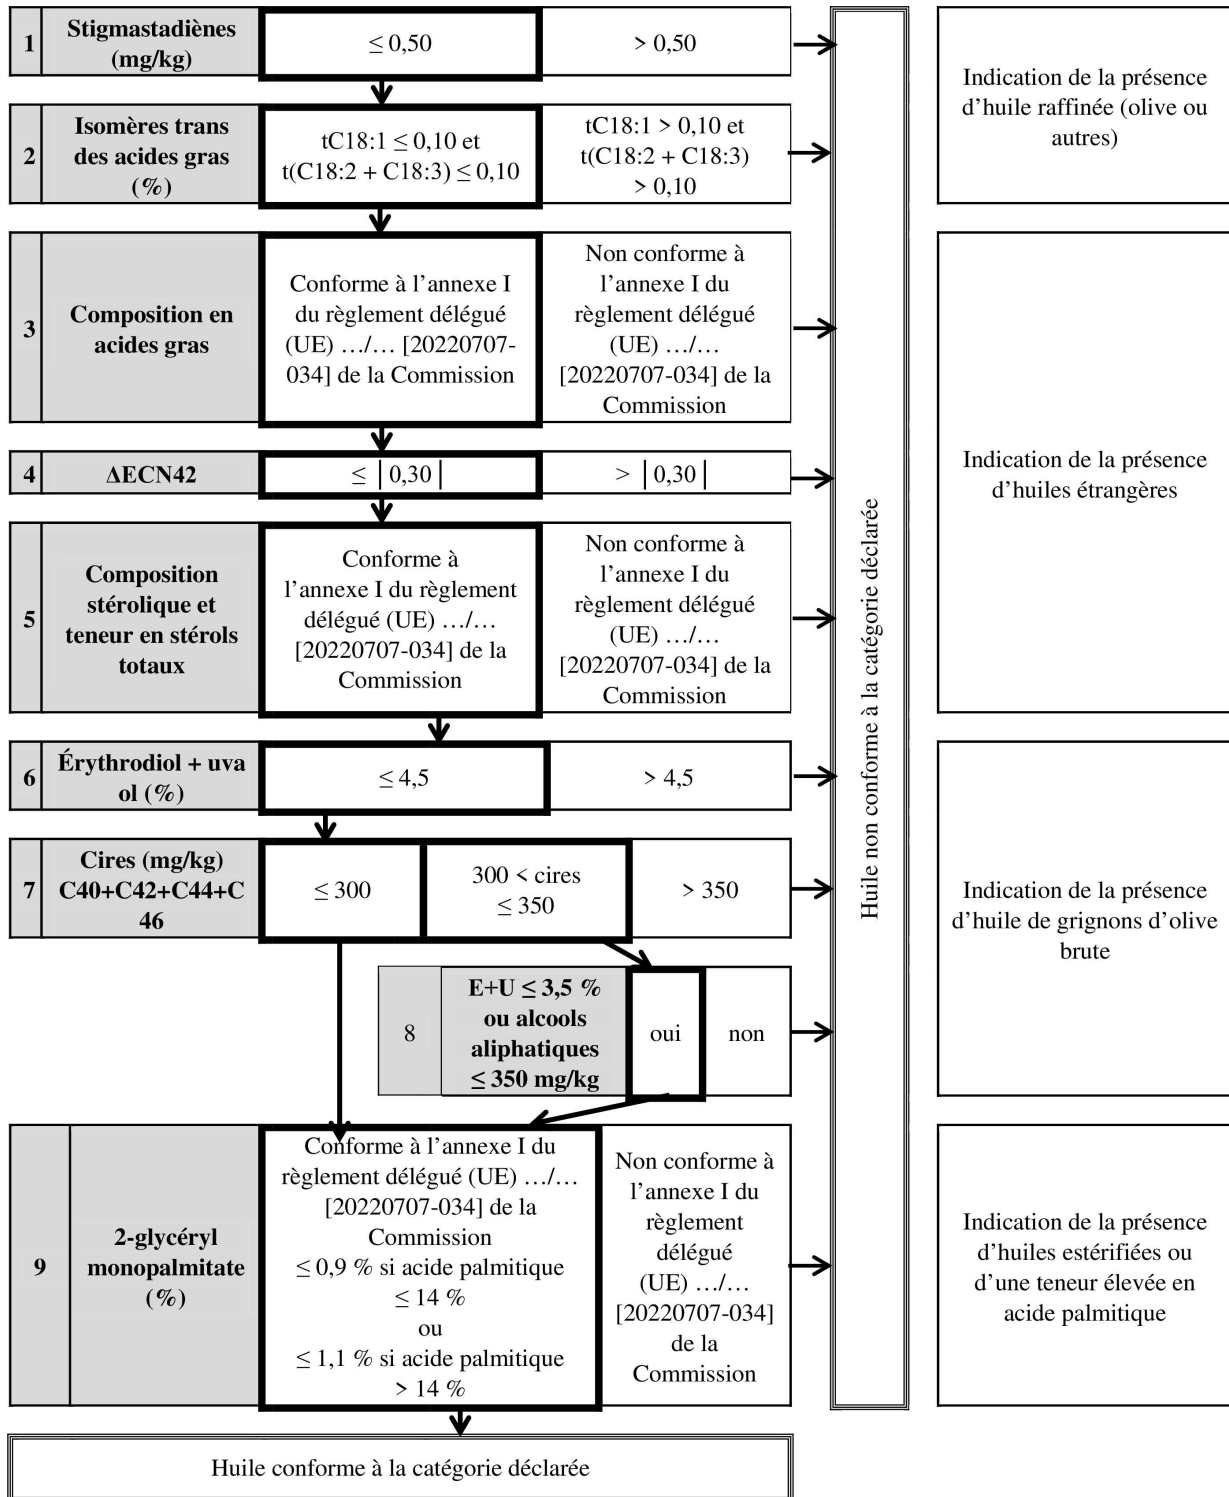 1
Stigmastadiènes
(mg/kg)
≤ 0,50
> 0,50
Indication de la présence
d’huile raffinée (olive ou
autres)
2
Isomères trans
des acides gras
(%)
tC18:1 ≤ 0,10 et
t(C18:2 + C18:3) ≤ 0,10
tC18:1 > 0,10 et
t(C18:2 + C18:3)
> 0,10
3
Composition en
acides gras
Conforme à l’annexe I
du règlement délégué
(UE) …/… [20220707-
034] de la Commission
Non conforme à
l’annexe I du
règlement délégué
(UE) …/…
[20220707-034] de la
Commission
4
ΔECN42
≤ | 0,30 |
> | 0,30 |
Indication de la présence
d’huiles étrangères
5
Composition
stérolique et
teneur en stérols
totaux
Conforme à
l’annexe I du règlement
délégué (UE) …/…
[20220707-034] de la
Commission
Non conforme à
l’annexe I du
règlement délégué
(UE) …/…
[20220707-034] de la
Commission
Huile non conforme à la catégorie déclarée
6
Érythrodiol + uva
ol (%)
≤ 4,5
> 4,5
7
Cires (mg/kg)
C40+C42+C44+C
46
≤ 300
300 < cires
≤ 350
> 350
Indication de la présence
d’huile de grignons d’olive
brute
8
E+U ≤ 3,5 %
ou alcools
aliphatiques
≤ 350 mg/kg
oui
non
9
2-glycéryl
monopalmitate
(%)
Conforme à l’annexe I du
règlement délégué (UE) …/…
[20220707-034] de la
Commission
≤ 0,9 % si acide palmitique
≤ 14 %
ou
≤ 1,1 % si acide palmitique
> 14 %
Non conforme à
l’annexe I du
règlement
délégué
(UE) …/…
[20220707-034]
de la
Commission
Indication de la présence
d’huiles estérifiées ou
d’une teneur élevée en
acide palmitique
Huile conforme à la catégorie déclarée